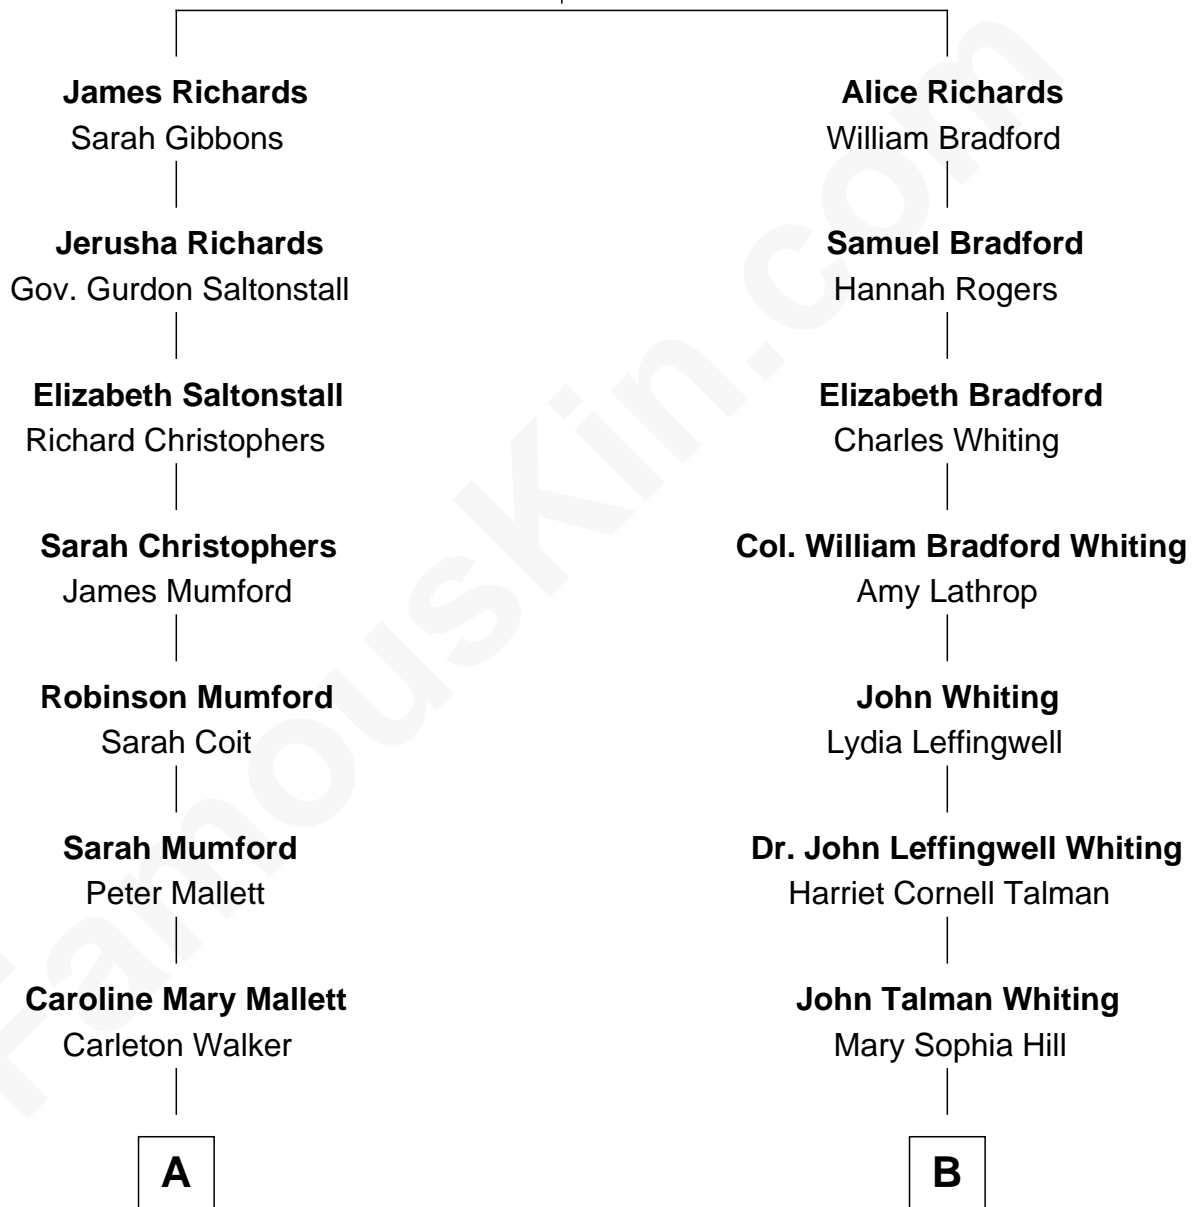 James Richards
Sarah Gibbons
Jerusha Richards
Gov. Gurdon Saltonstall
Elizabeth Saltonstall
Richard Christophers
Sarah Christophers
James Mumford
Robinson Mumford
Sarah Coit
Sarah Mumford
Peter Mallett
Caroline Mary Mallett
Carleton Walker
A
Alice Richards
William Bradford
Samuel Bradford
Hannah Rogers
Elizabeth Bradford
Charles Whiting
Col. William Bradford Whiting
Amy Lathrop
John Whiting
Lydia Leffingwell
Dr. John Leffingwell Whiting
Harriet Cornell Talman
John Talman Whiting
Mary Sophia Hill
B
FamousKin.com